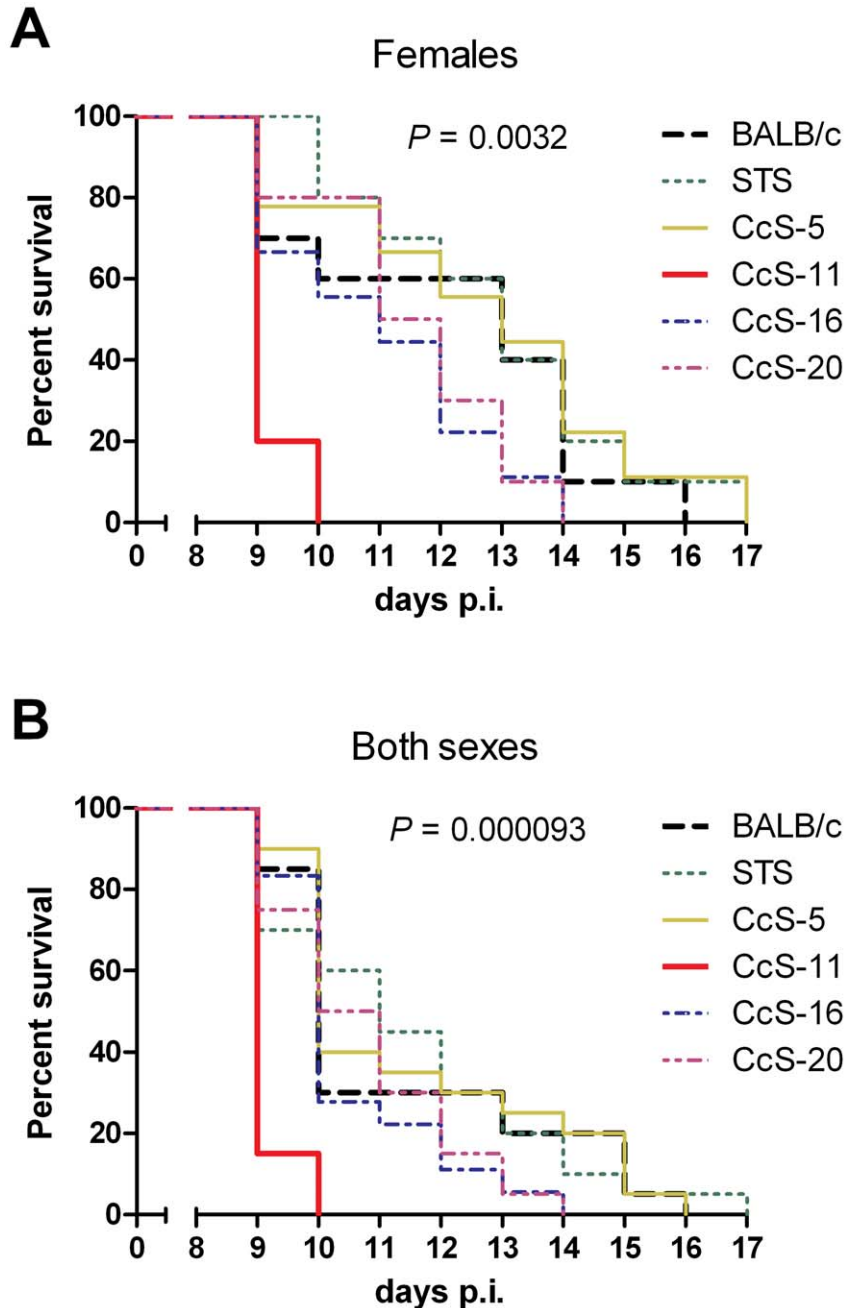 A
Females
P = 0.0032
100
80
60
40
20
0
Percent survival
0 8 9 10 11 12 13 14 15 16 17
days p.i.
BALB/c
STS
CcS-5
CcS-11
CcS-16
CcS-20
B
Both sexes
P = 0.000093
100
80
60
40
20
0
Percent survival
0 8 9 10 11 12 13 14 15 16 17
days p.i.
BALB/c
STS
CcS-5
CcS-11
CcS-16
CcS-20